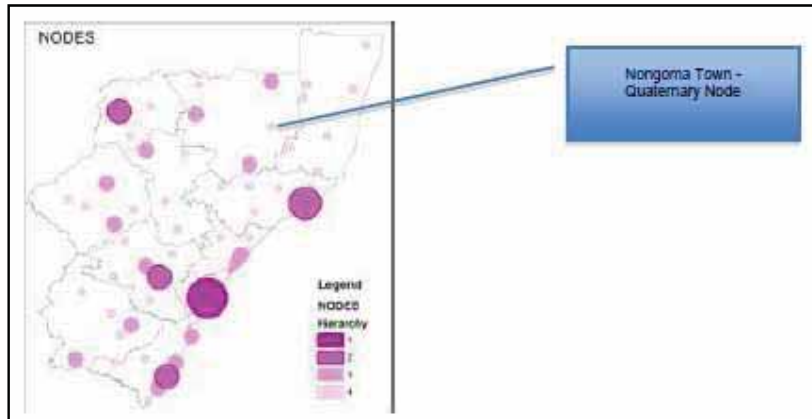 NODES
Nongoma Town -
Quaternary Node
Legend
NODES
Hierarchy
1
2
3
4